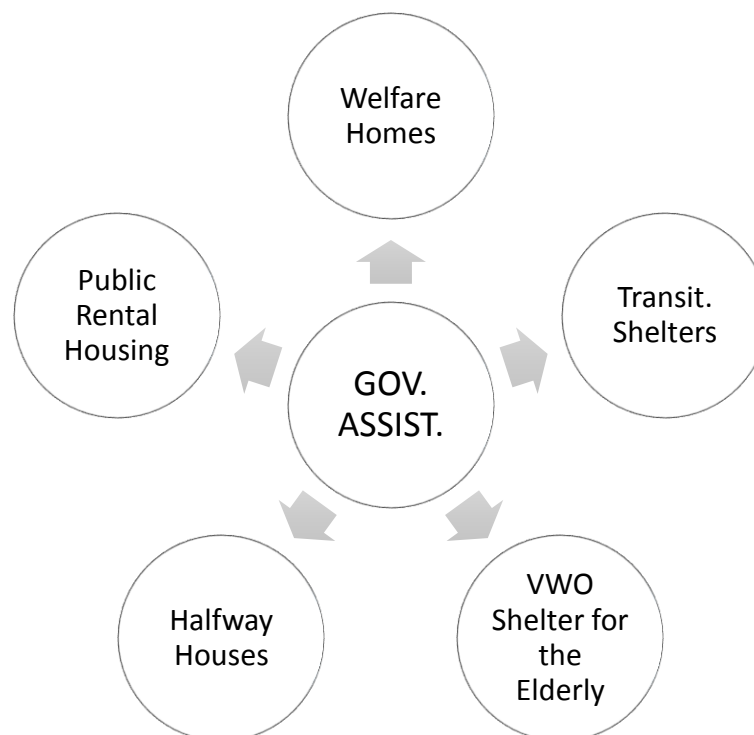 Welfare
Homes
Public
Rental
Housing
Transit.
Shelters
GOV.
ASSIST.
Halfway
Houses
VWO
Shelter for
the
Elderly